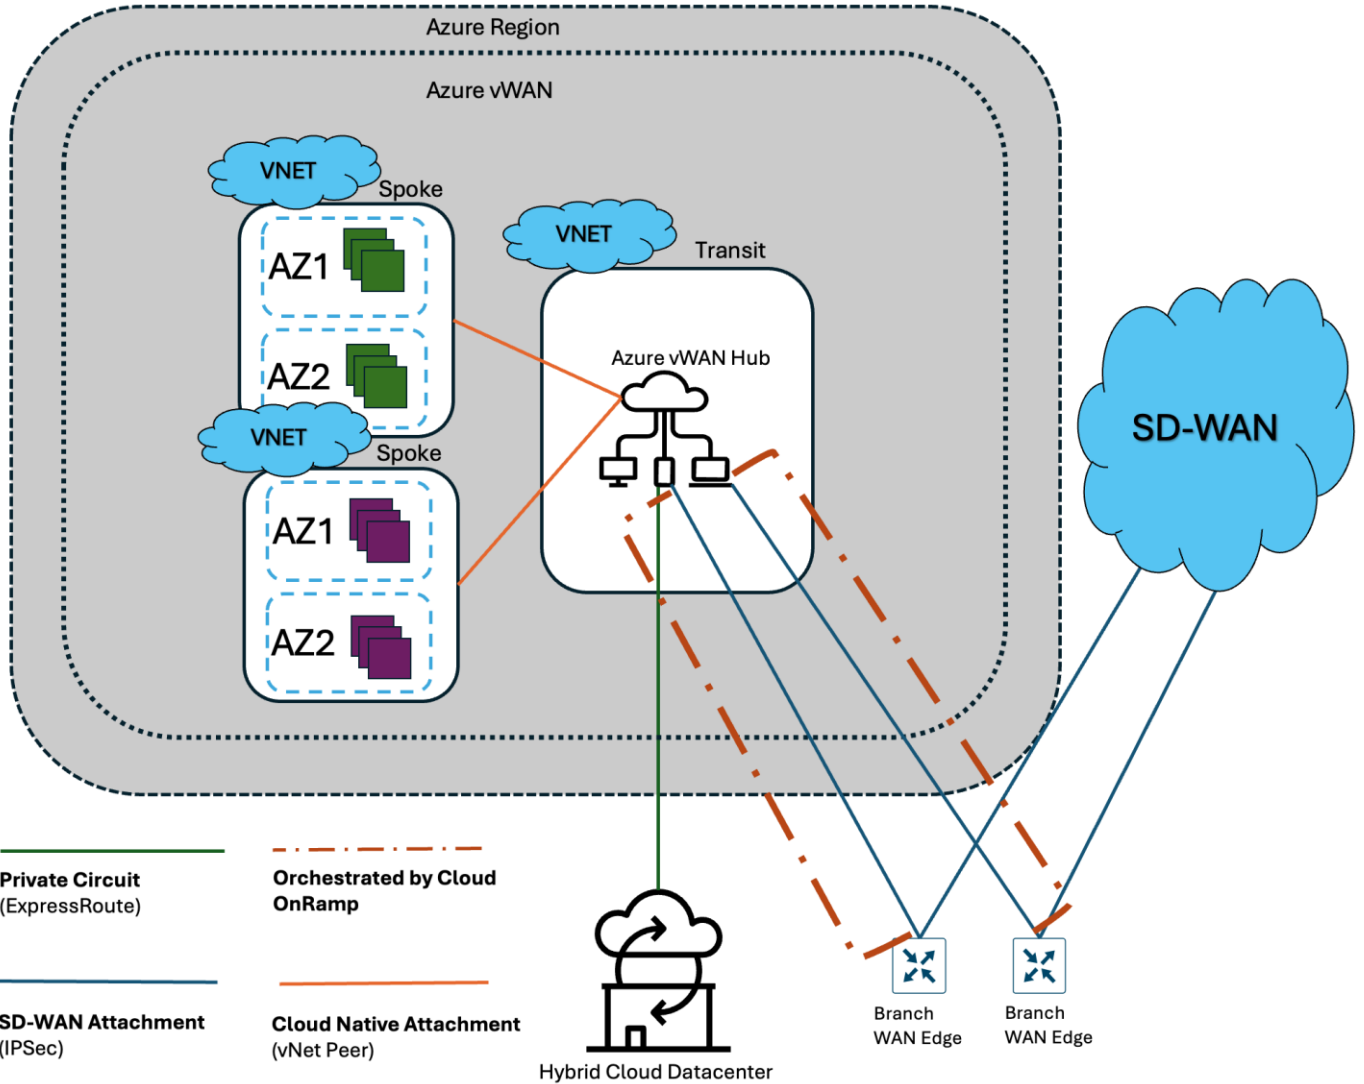 Azure Region
Azure vWAN
VNET
Spoke
AZ1
AZ2
VNET
Spoke
AZ1
AZ2
VNET
Transit
Azure vWAN Hub
SD-WAN
Private Circuit
(ExpressRoute)
Orchestrated by Cloud
OnRamp
SD-WAN Attachment
(IPSec)
Cloud Native Attachment
(vNet Peer)
Hybrid Cloud Datacenter
Branch
WAN Edge
Branch
WAN Edge